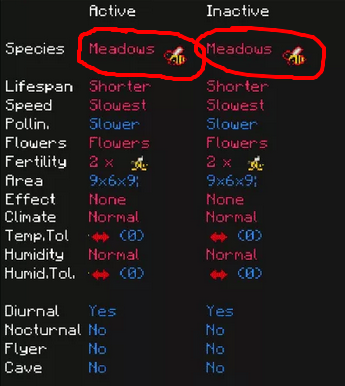 Active Inactive
Species Meadows Meadows
Lifespan Shorter Shorter
Speed Slowest Slowest
Pollin. Slower Slower
Flowers Flowers Flowers
Fertility 2 x 2 x
Area 9x6x9; 9x6x9;
Effect None None
Climate Normal Normal
Temp.Tol (0) (0)
Humidity Normal Normal
Humid.Tol. (0) (0)
Diurnal Yes Yes
Nocturnal No No
Flyer No No
Cave No No